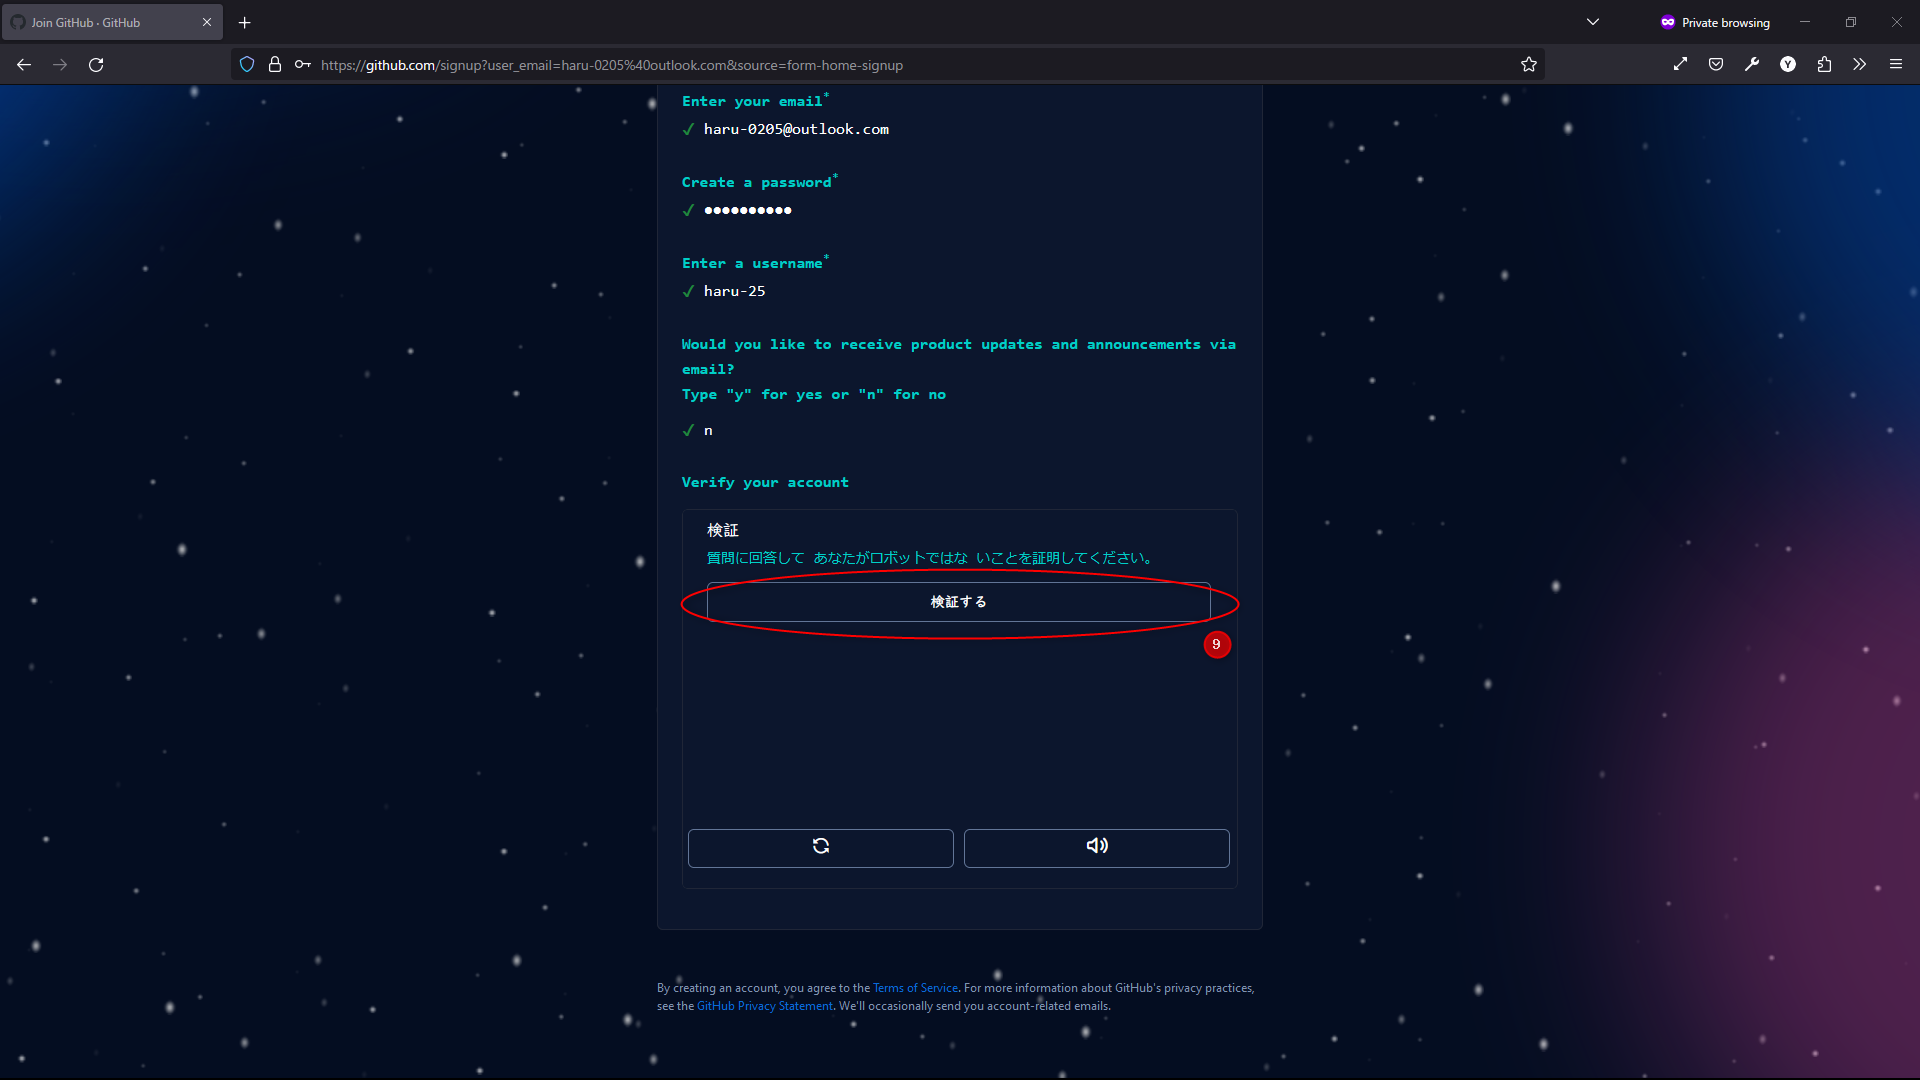 Join GitHub · GitHub
Private browsing
https://github.com/signup?user_email=haru-0205%40outlook.com&source=form-home-signup
Y
Enter your email*
✓ haru-0205@outlook.com
Create a password*
✓ ●●●●●●●●●●
Enter a username*
✓ haru-25
Would you like to receive product updates and announcements via
email?
Type "y" for yes or "n" for no
✓ n
Verify your account
検証
質問に回答して あなたがロボットではな いことを証明してください。
検証する
9
By creating an account, you agree to the Terms of Service. For more information about GitHub's privacy practices,
see the GitHub Privacy Statement. We'll occasionally send you account-related emails.